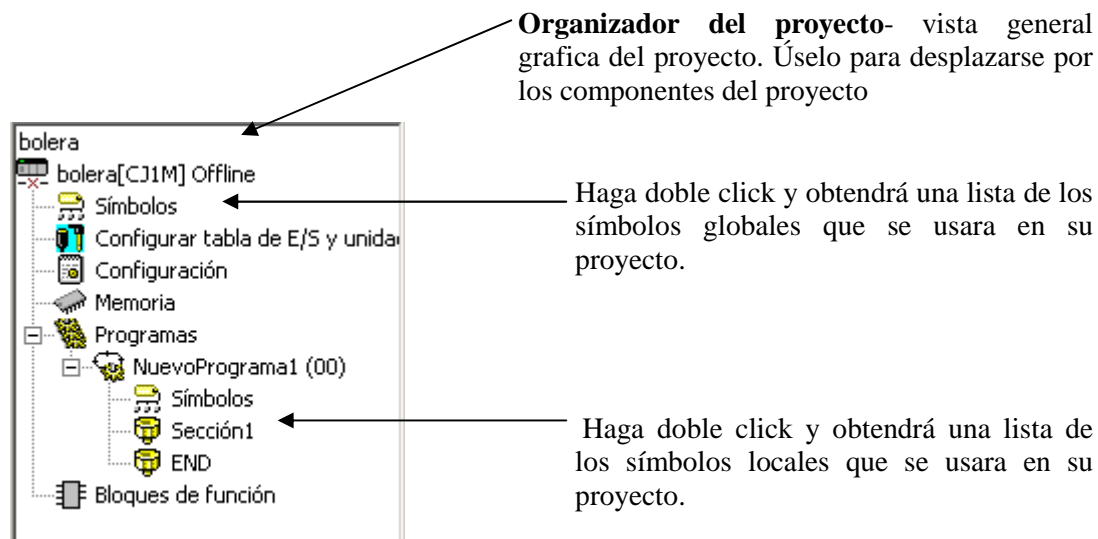 Organizador del proyecto- vista general
grafica del proyecto. Úselo para desplazarse por
los componentes del proyecto
bolera
bolera[CJ1M] Offline
Símbolos
Configurar tabla de E/S y unida
Configuración
Memoria
Programas
NuevoPrograma1 (00)
Símbolos
Sección1
END
Bloques de función
Haga doble click y obtendrá una lista de los
símbolos globales que se usara en su
proyecto.
Haga doble click y obtendrá una lista de
los símbolos locales que se usara en su
proyecto.